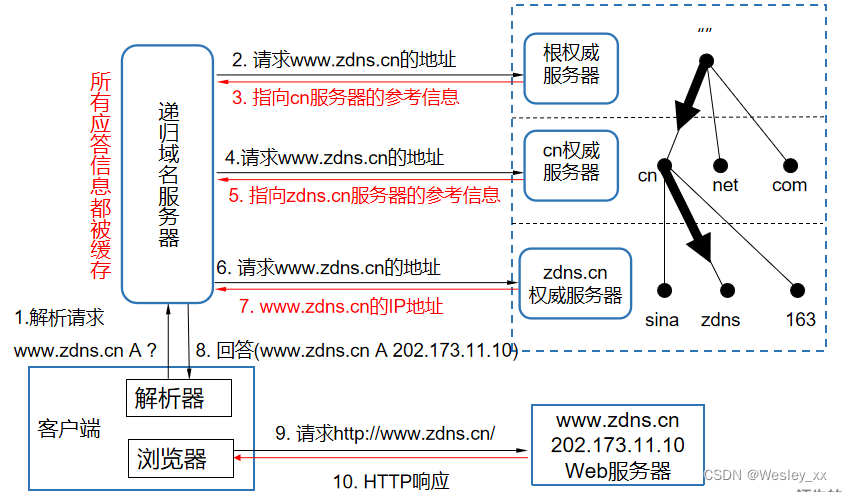 2. 请求www.zdns.cn的地址
3. 指向cn服务器的参考信息
根权威
服务器
“”
所有应答信息都被缓存
递归域名服务器
4.请求www.zdns.cn的地址
5. 指向zdns.cn服务器的参考信息
cn权威
服务器
cn
net
com
6. 请求www.zdns.cn的地址
7. www.zdns.cn的IP地址
zdns.cn
权威服务器
sina
zdns
163
1.解析请求
www.zdns.cn A ?
8. 回答(www.zdns.cn A 202.173.11.10)
客户端
解析器
浏览器
9. 请求http://www.zdns.cn/
10. HTTP响应
www.zdns.cn
202.173.11.10
Web服务器
CSDN @Wesley_xx